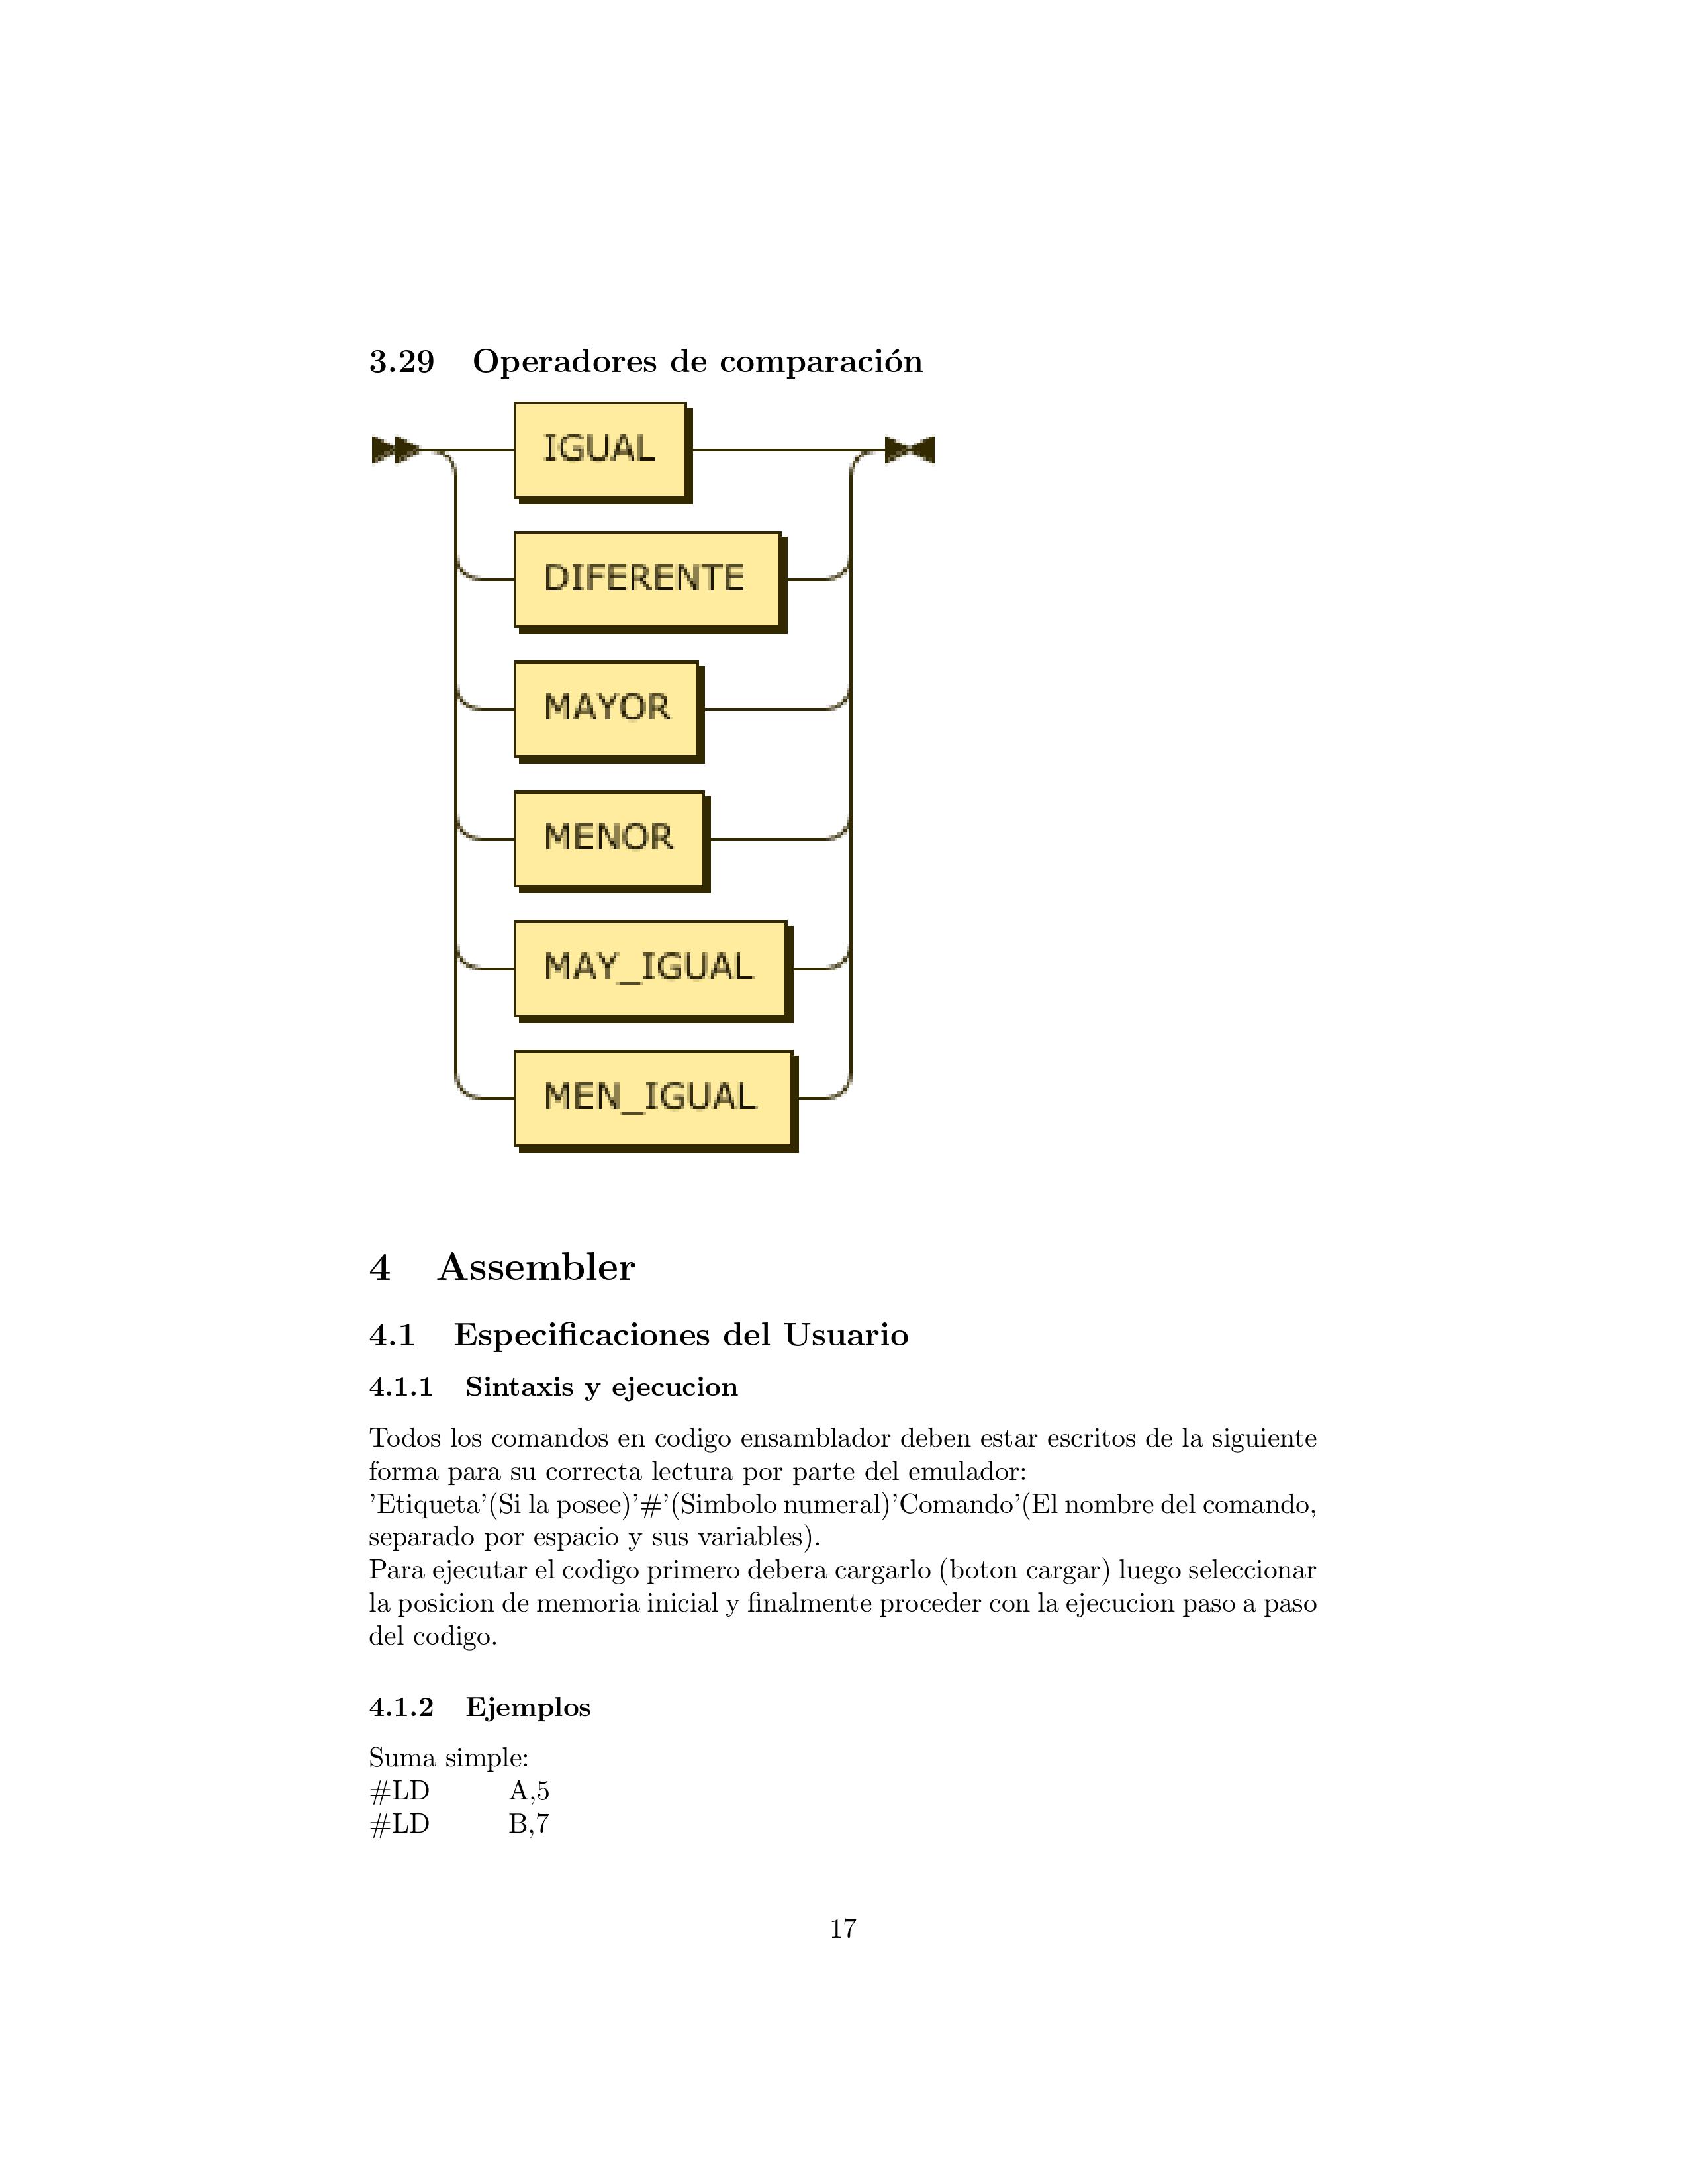 3.29 Operadores de comparación
IGUAL
DIFERENTE
MAYOR
MENOR
MAY_IGUAL
MEN_IGUAL
4 Assembler
4.1 Especificaciones del Usuario
4.1.1 Sintaxis y ejecucion
Todos los comandos en codigo ensamblador deben estar escritos de la siguiente
forma para su correcta lectura por parte del emulador:
’Etiqueta’(Si la posee)’#’(Simbolo numeral)’Comando’(El nombre del comando,
separado por espacio y sus variables).
Para ejecutar el codigo primero debera cargarlo (boton cargar) luego seleccionar
la posicion de memoria inicial y finalmente proceder con la ejecucion paso a paso
del codigo.
4.1.2 Ejemplos
Suma simple:
#LD A,5
#LD B,7
17